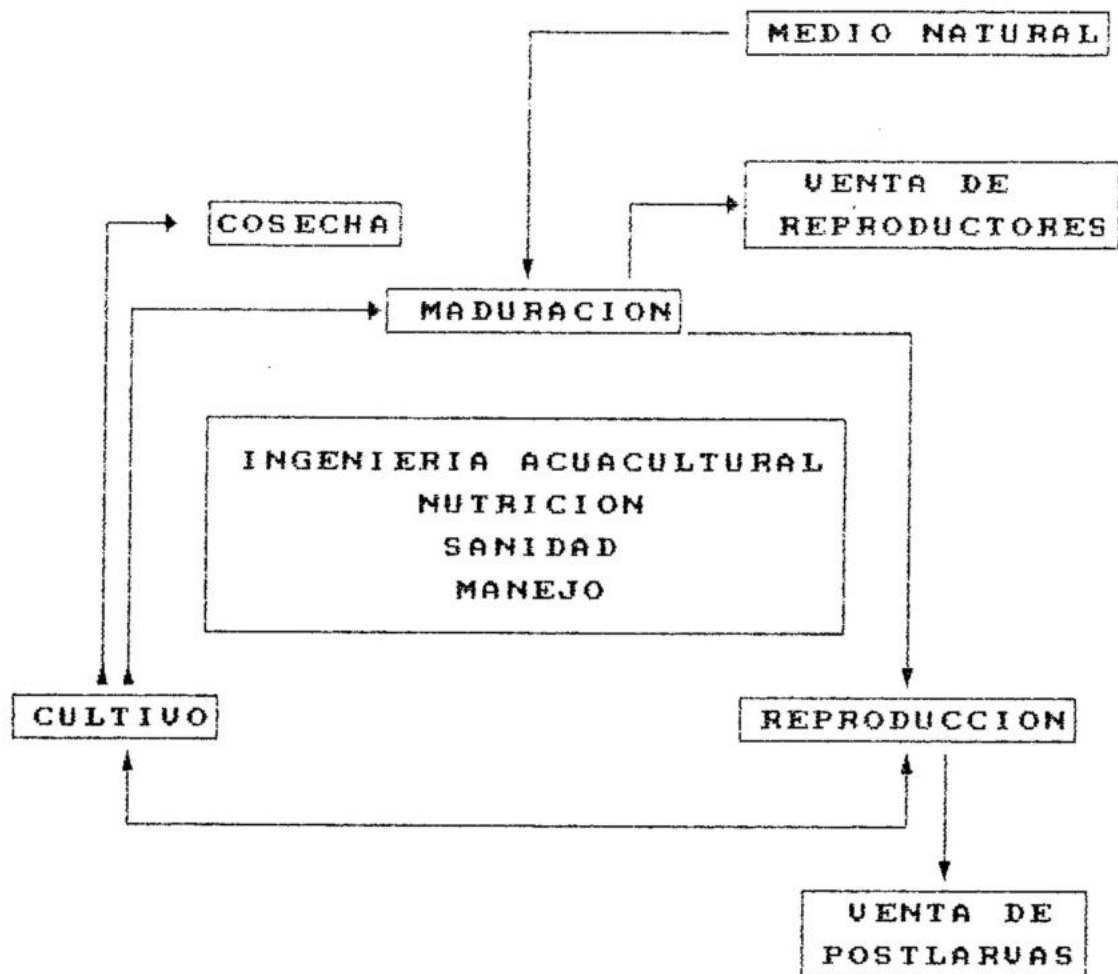 MEDIO NATURAL
VENTA DE
REPRODUCTORES
COSECHA
MADURACION
INGENIERIA ACUACULTURAL
NUTRICION
SANIDAD
MANEJO
CULTIVO
REPRODUCCION
VENTA DE
POSTLARVAS